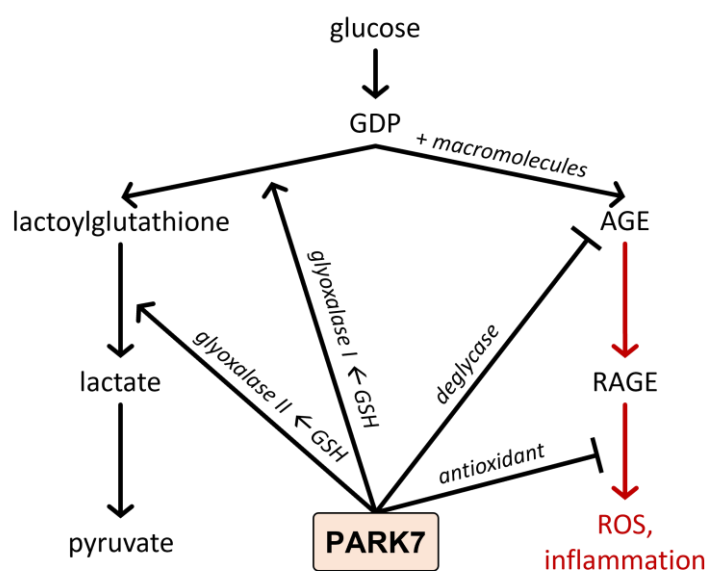 glucose
GDP
+ macromolecules
lactoylglutathione
AGE
glyoxalase I ← GSH
deglycase
glyoxalase II ← GSH
lactate
RAGE
antioxidant
pyruvate
PARK7
ROS,
inflammation